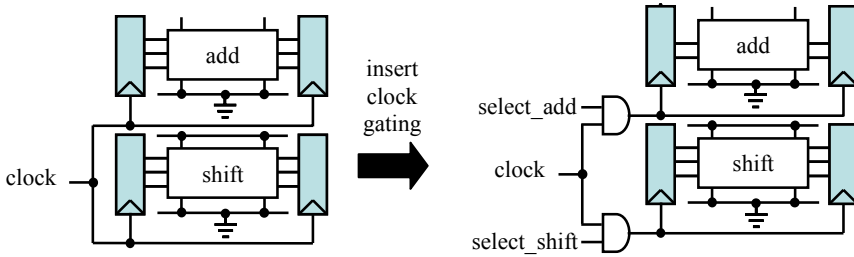 add
clock
shift
insert
clock
gating
add
select_add
clock
shift
select_shift